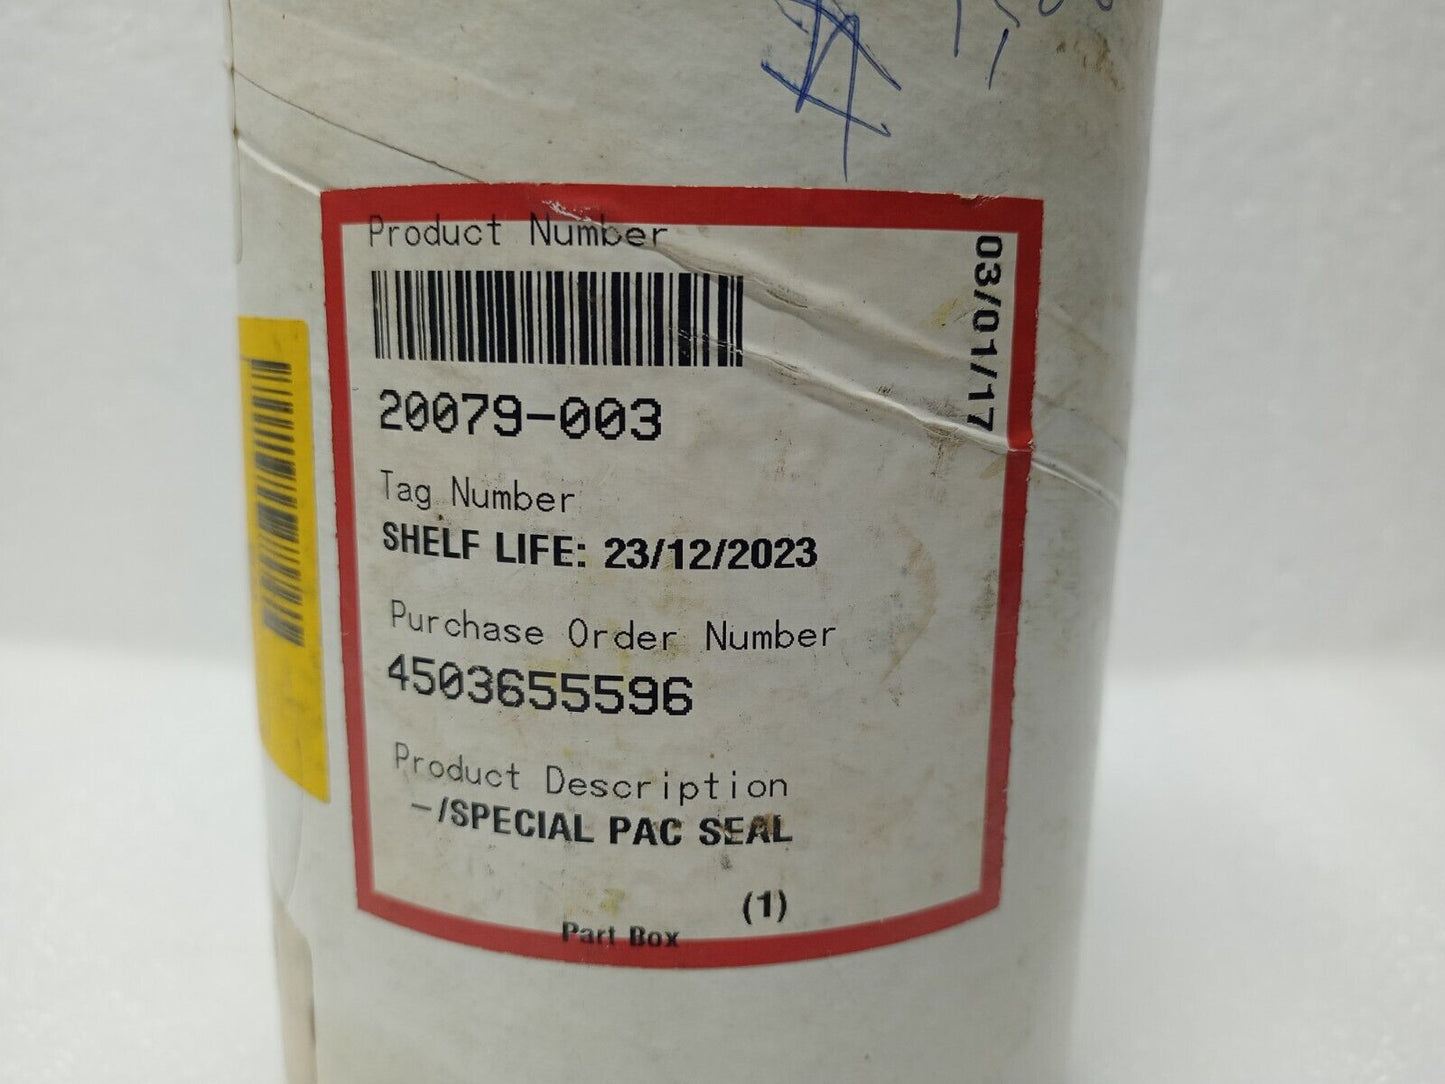 Product Number
03/01/17
20079-003
Tag Number
SHELF LIFE: 23/12/2023
Purchase Order Number
4503655596
Product Description
-/SPECIAL PAC SEAL
(1)
Part Box